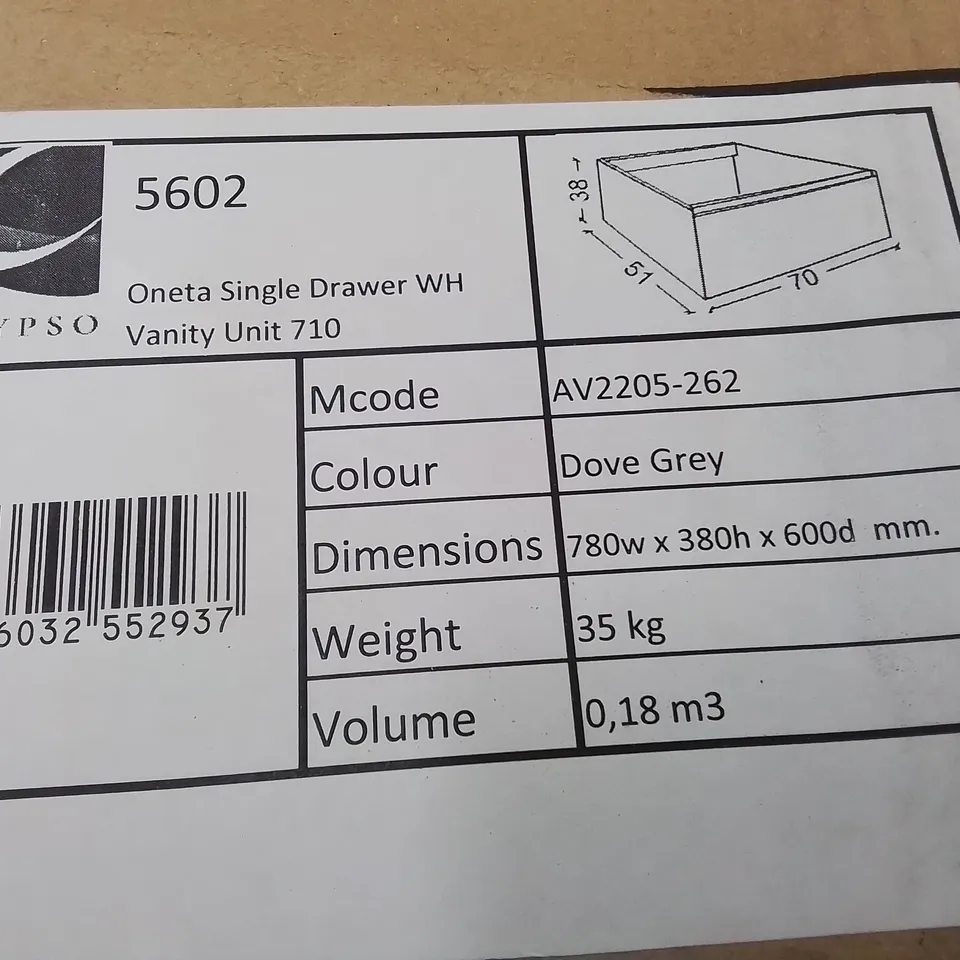 5602
Oneta Single Drawer WH
Vanity Unit 710
YPSO
38
51
70
Mcode AV2205-262
Colour Dove Grey
Dimensions 780w x 380h x 600d mm.
Weight 35 kg
Volume 0,18 m3
6032 552937